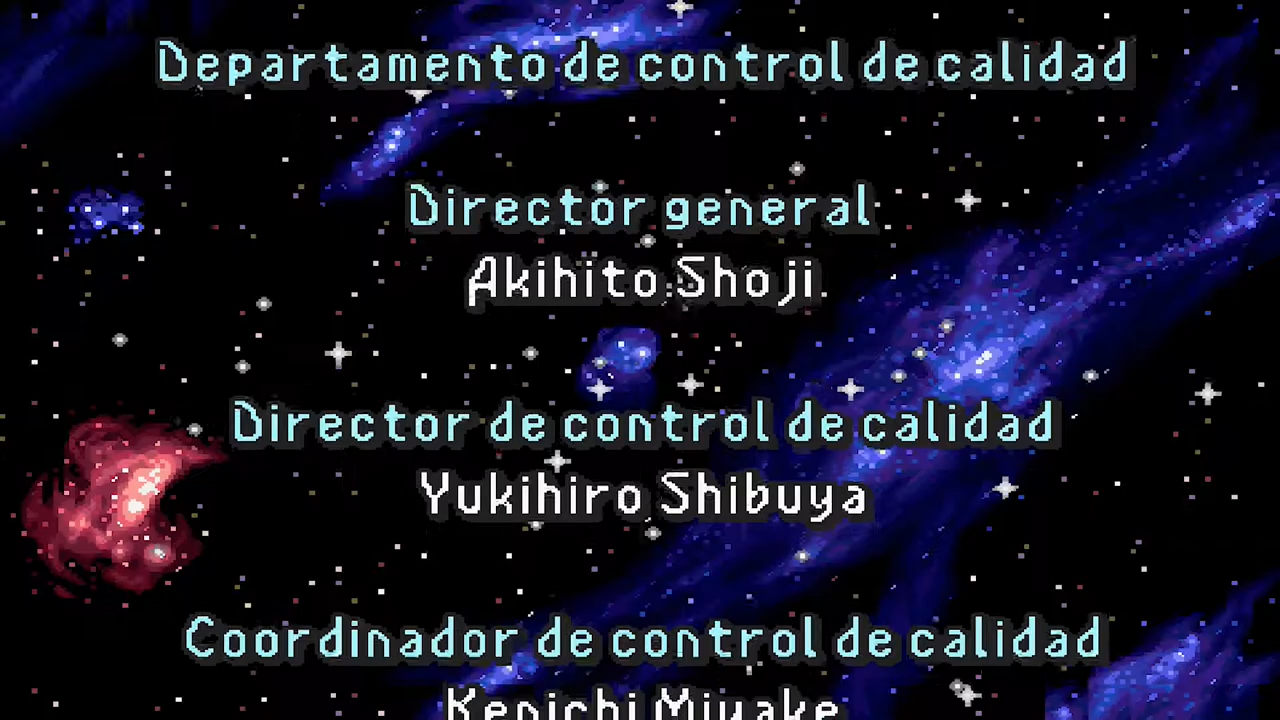 Departamento de control de calidad
Director general
Akihito Shoji
Director de control de calidad
Yukihiro Shibuya
Coordinador de control de calidad
Kenichi Miyake